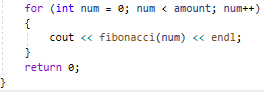 for (int num = 0; num < amount; num++)
{
cout << fibonacci(num) << endl;
}
return 0;
}